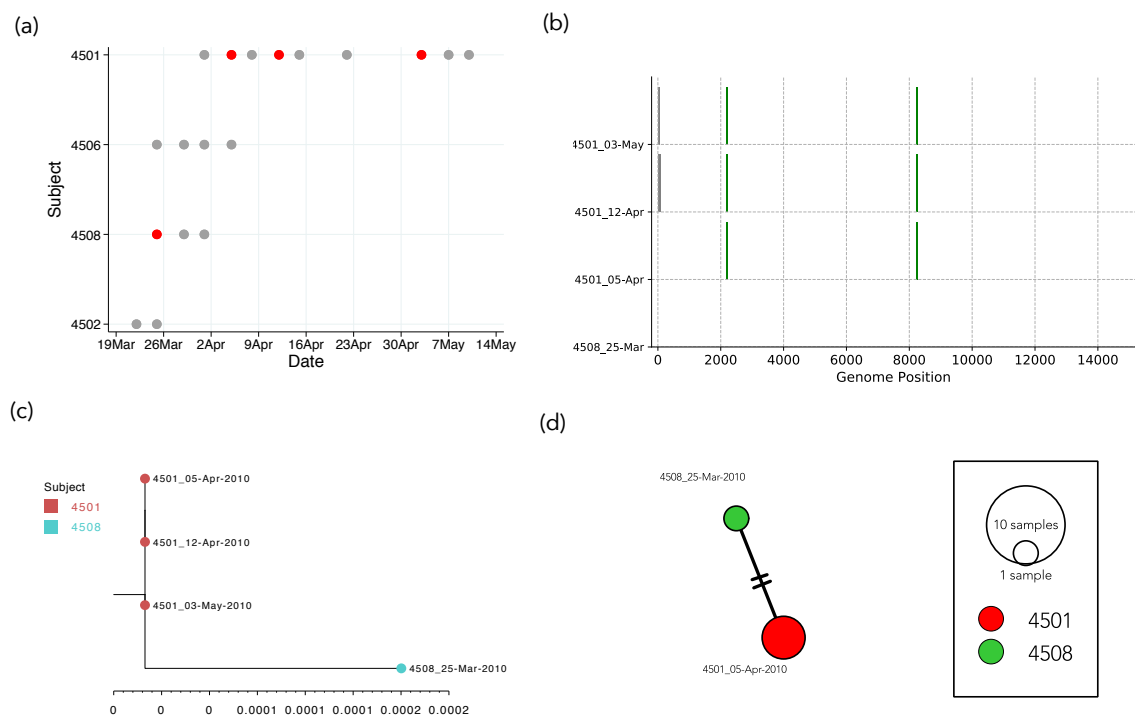 (a)
Subject
4501
4506
4508
4502
19Mar 26Mar 2Apr 9Apr 16Apr 23Apr 30Apr 7May 14May
Date
(b)
4501_03-May
4501_12-Apr
4501_05-Apr
4508_25-Mar
0 2000 4000 6000 8000 10000 12000 14000
Genome Position
(c)
Subject
4501
4508
4501_05-Apr-2010
4501_12-Apr-2010
4501_03-May-2010
4508_25-Mar-2010
0 0 0 0.0001 0.0001 0.0001 0.0002 0.0002
(d)
4508_25-Mar-2010
4501_05-Apr-2010
10 samples
1 sample
4501
4508